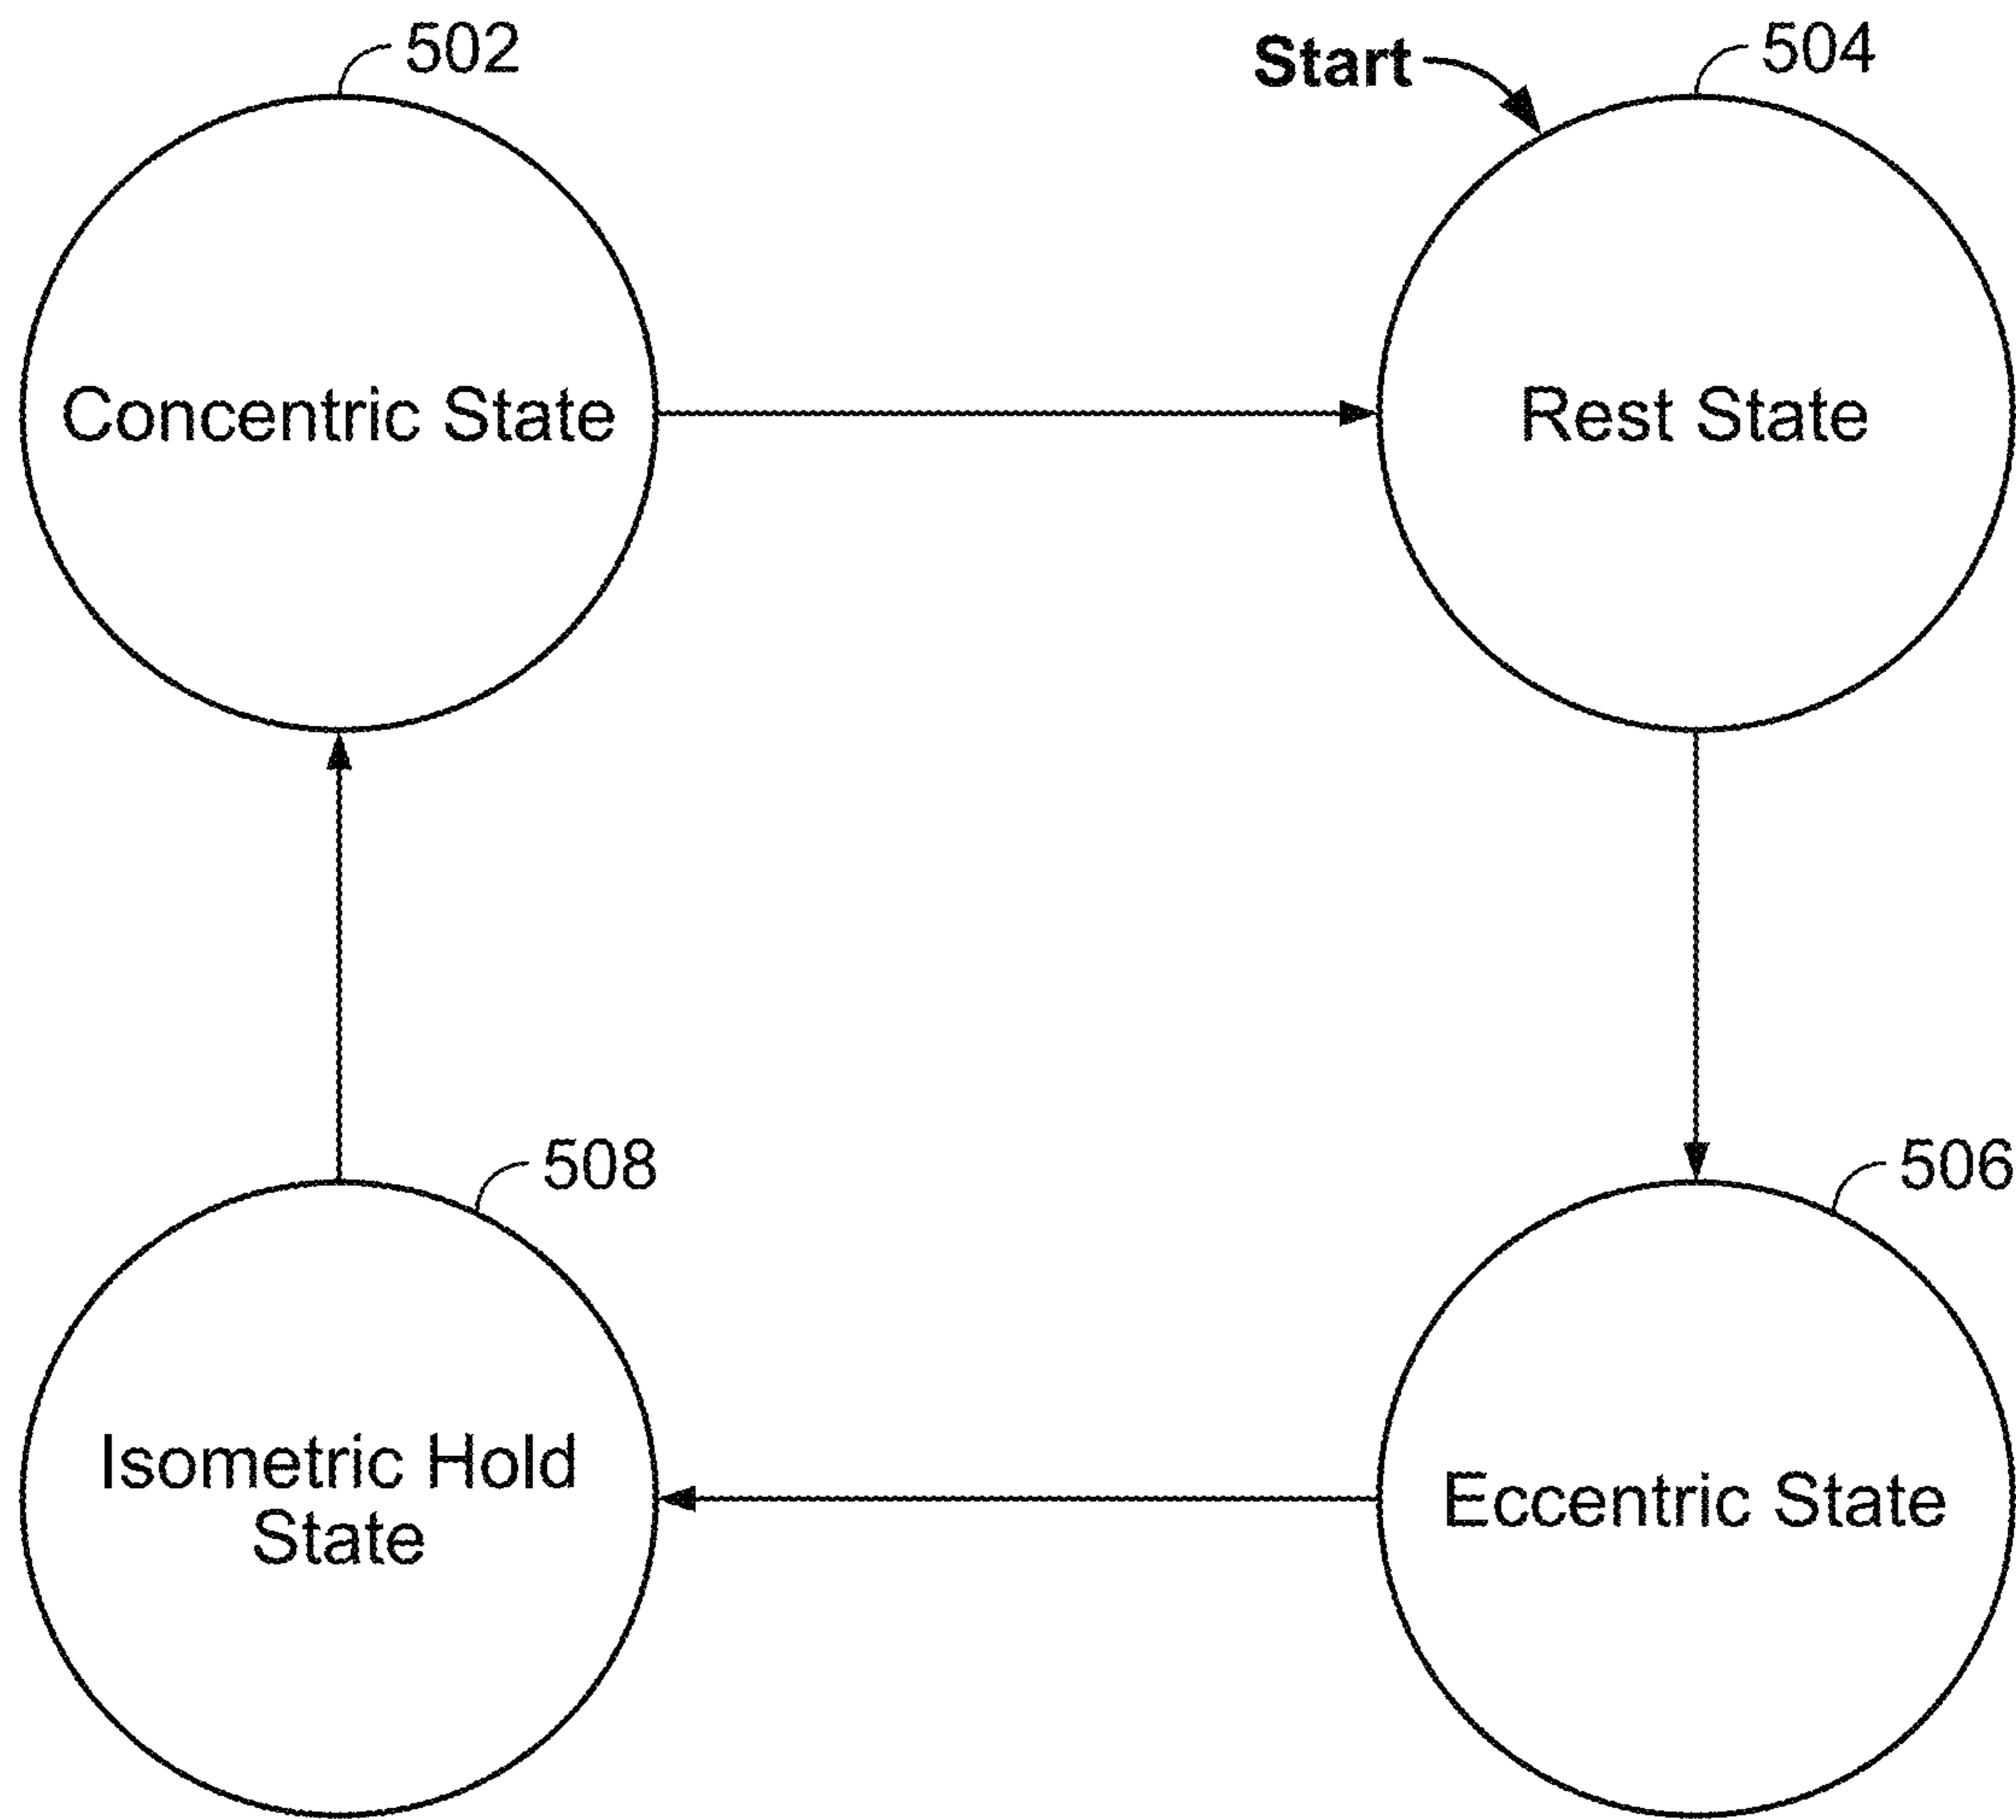 502
Start
504
Concentric State
Rest State
508
506
Isometric Hold
State
Eccentric State